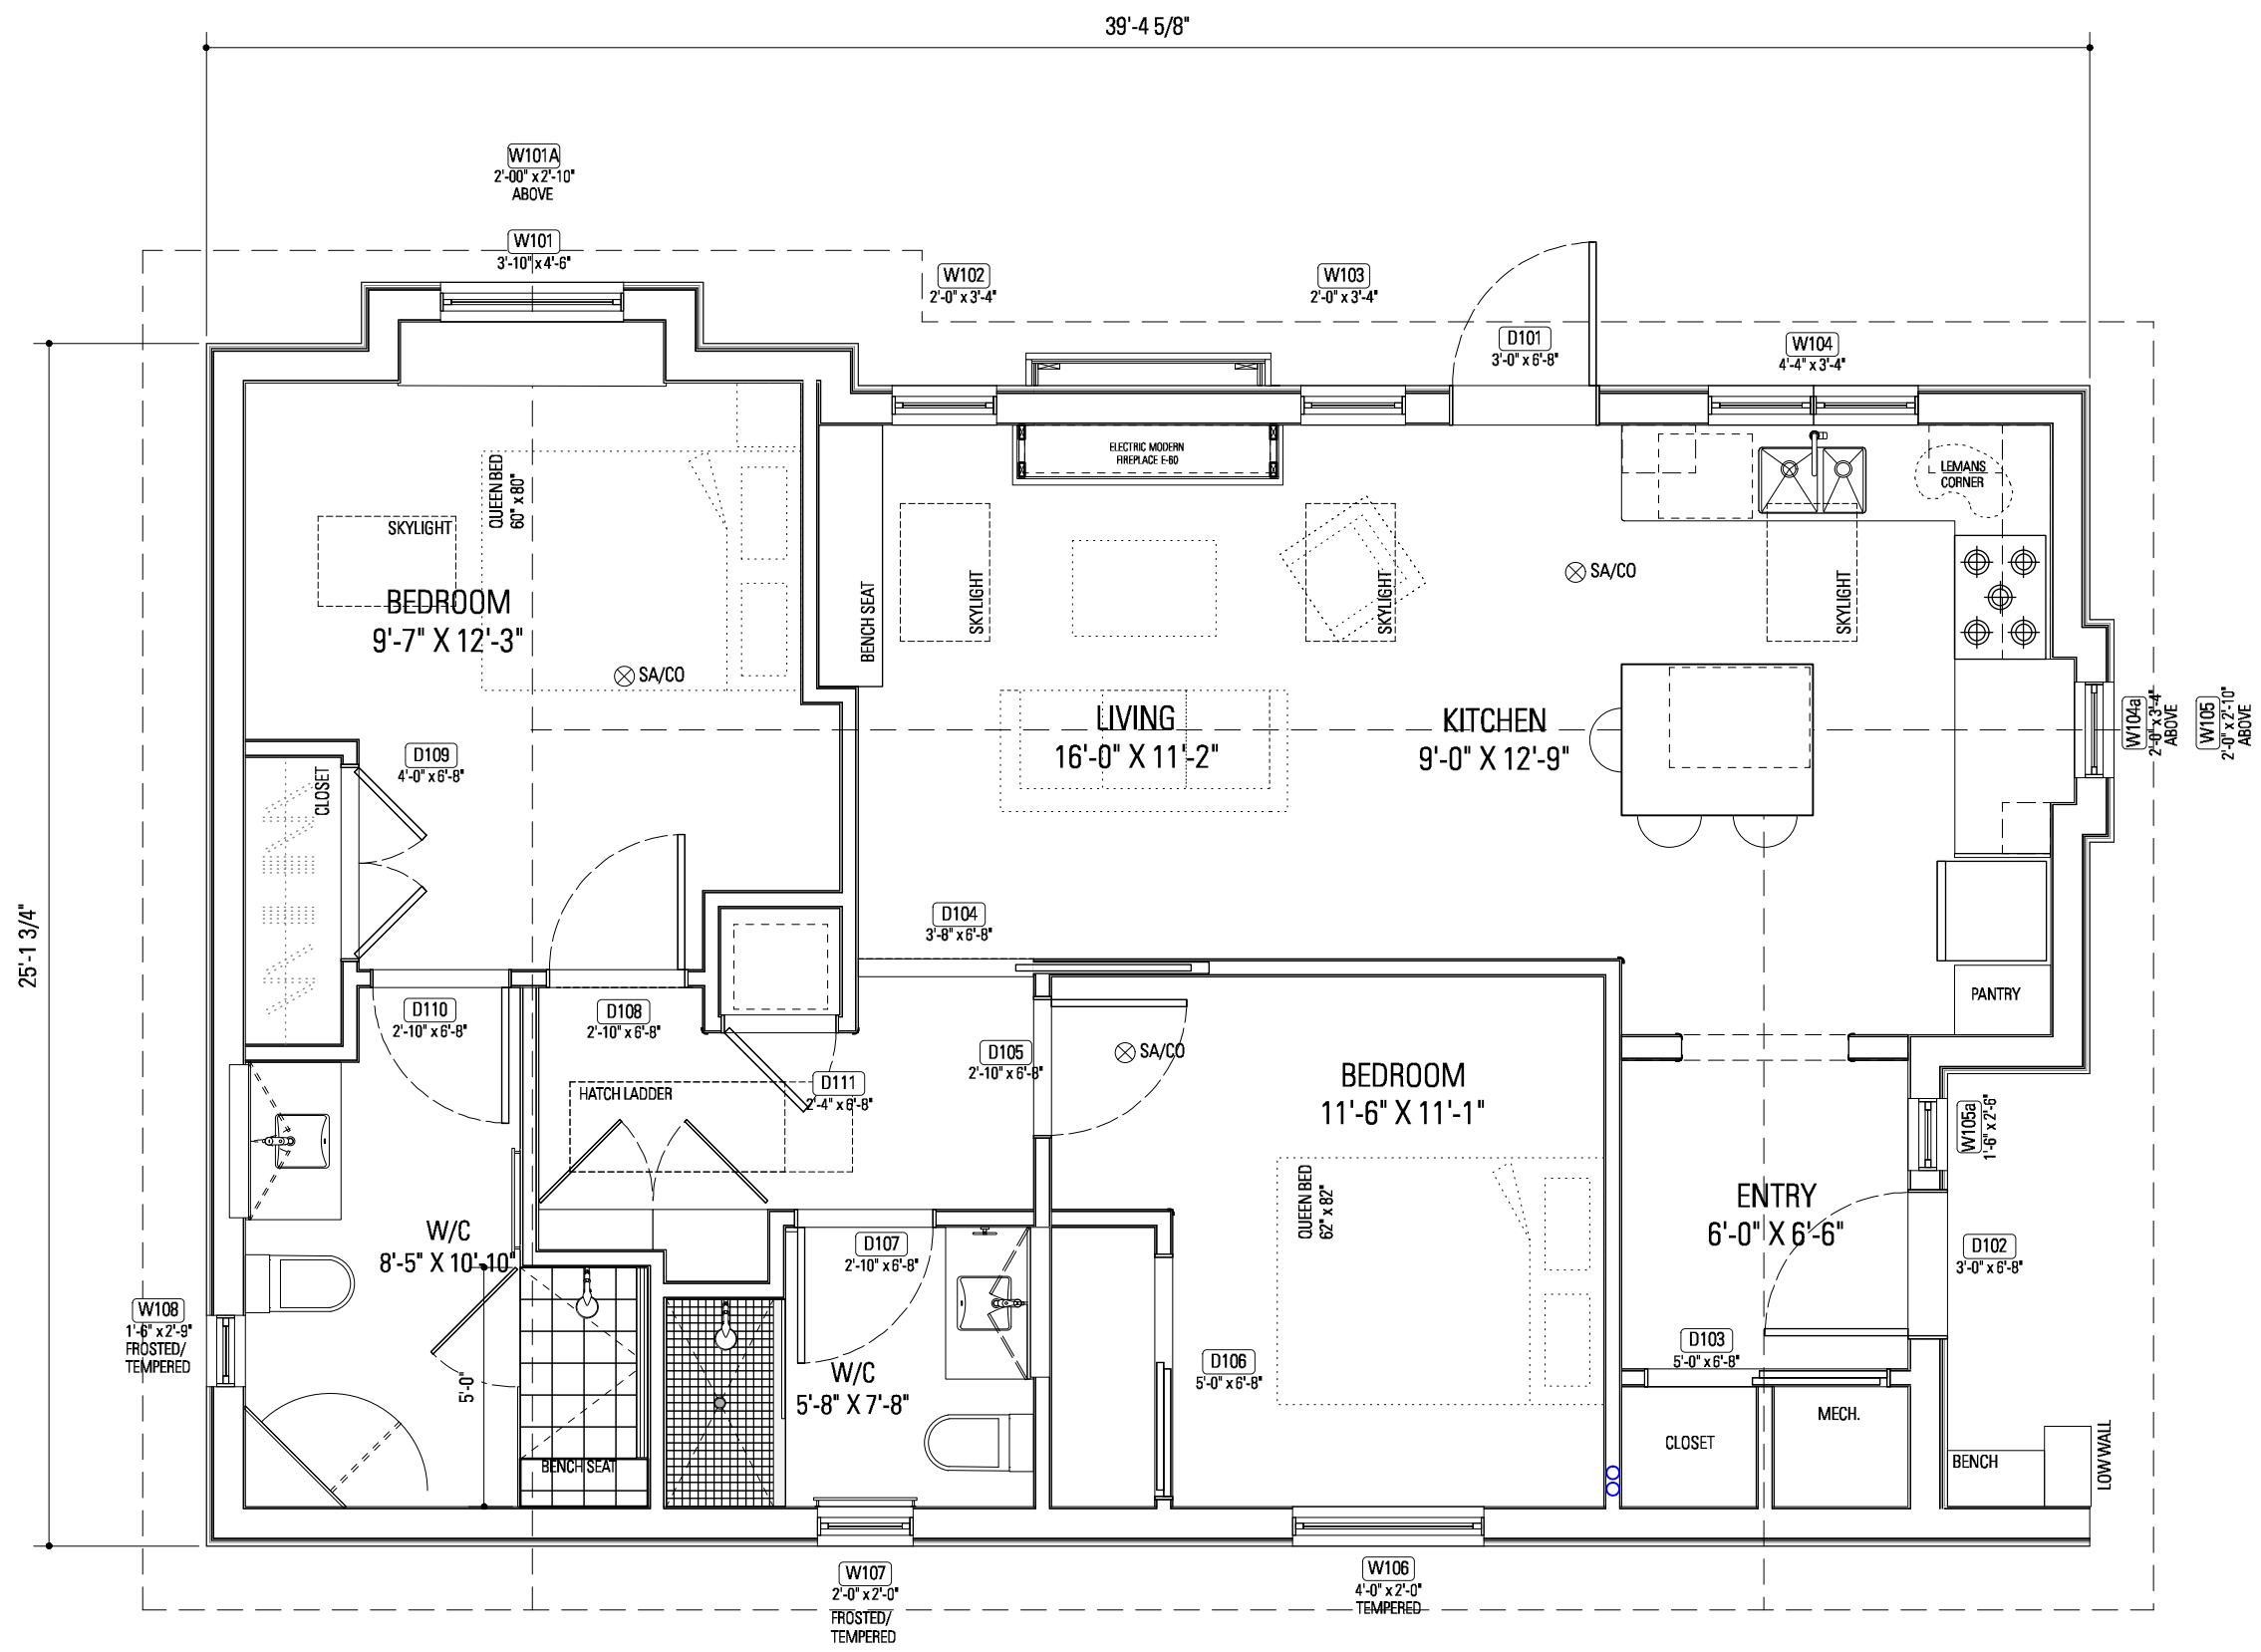 39'-4 5/8"
W101A
2'-00" x 2'-10"
ABOVE
W101
3'-10" x 4'-6"
W102
2'-0" x 3'-4"
W103
2'-0" x 3'-4"
D101
3'-0" x 6'-8"
W104
4'-4" x 3'-4"
ELECTRIC MODERN
FIREPLACE E-60
LEMANS
CORNER
QUEEN BED
60" x 80"
SKYLIGHT
BEDROOM
9'-7" X 12'-3"
SA/CO
BENCH SEAT
SKYLIGHT
SKYLIGHT
SA/CO
SKYLIGHT
LIVING
16'-0" X 11'-2"
KITCHEN
9'-0" X 12'-9"
W104a
2'-0" x 3'-4"
ABOVE
W105
2'-0" x 2'-10"
ABOVE
D109
4'-0" x 6'-8"
CLOSET
25'-1 3/4"
D104
3'-8" x 6'-8"
PANTRY
D110
2'-10" x 6'-8"
D108
2'-10" x 6'-8"
D105
2'-10" x 6'-8"
SA/CO
HATCH LADDER
D111
2'-4" x 6'-8"
BEDROOM
11'-6" X 11'-1"
W105a
1'-6" x 2'-6"
QUEEN BED
62" x 82"
ENTRY
6'-0" X 6'-6"
W/C
8'-5" X 10'-10"
D107
2'-10" x 6'-8"
D102
3'-0" x 6'-8"
W108
1'-6" x 2'-9"
FROSTED/
TEMPERED
D103
5'-0" x 6'-8"
D106
5'-0" x 6'-8"
W/C
5'-8" X 7'-8"
5'-0"
MECH.
CLOSET
BENCH SEAT
BENCH
LOW WALL
W107
2'-0" x 2'-0"
FROSTED/
TEMPERED
W106
4'-0" x 2'-0"
TEMPERED